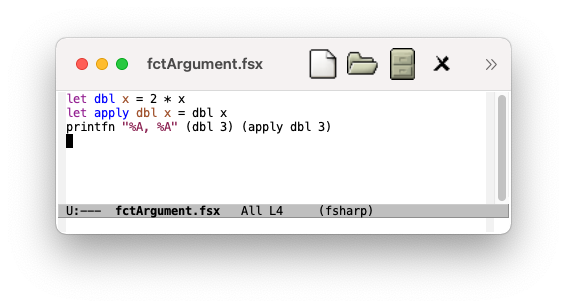 fctArgument.fsx
let dbl x = 2 * x
let apply dbl x = dbl x
printfn "%A, %A" (dbl 3) (apply dbl 3)
U:---  fctArgument.fsx   All L4     (fsharp)